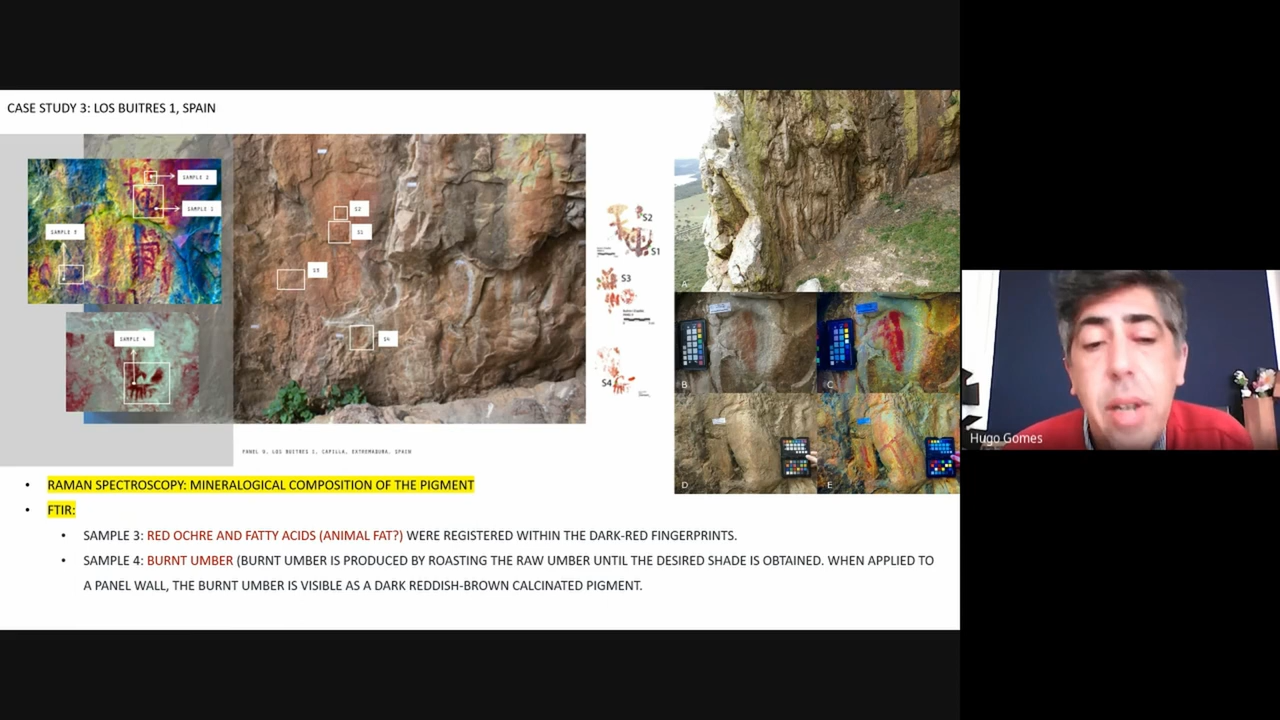 CASE STUDY 3: LOS BUITRES 1, SPAIN
SAMPLE 2
SAMPLE 1
SAMPLE 3
SAMPLE 4
S2
S1
S3
S4
S2
S1
S3
S4
A
B
C
D
E
PANEL 9, LOS BUITRES 1, CAPILLA, EXTREMADURA, SPAIN
• RAMAN SPECTROSCOPY: MINERALOGICAL COMPOSITION OF THE PIGMENT
• FTIR:
• SAMPLE 3: RED OCHRE AND FATTY ACIDS (ANIMAL FAT?) WERE REGISTERED WITHIN THE DARK-RED FINGERPRINTS.
• SAMPLE 4: BURNT UMBER (BURNT UMBER IS PRODUCED BY ROASTING THE RAW UMBER UNTIL THE DESIRED SHADE IS OBTAINED. WHEN APPLIED TO
A PANEL WALL, THE BURNT UMBER IS VISIBLE AS A DARK REDDISH-BROWN CALCINATED PIGMENT.
Hugo Gomes